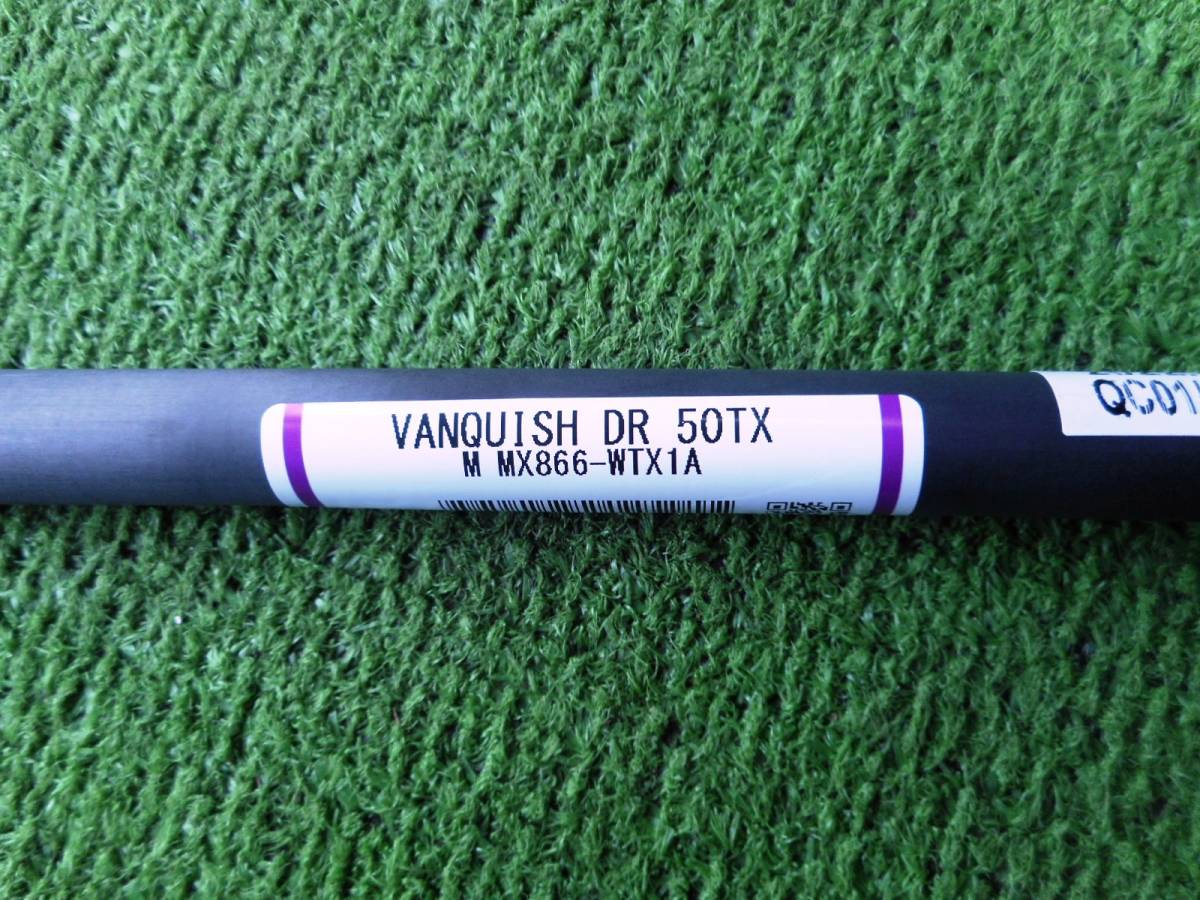 VANQUISH DR 50TX
M MX866-WTX1A
QC01